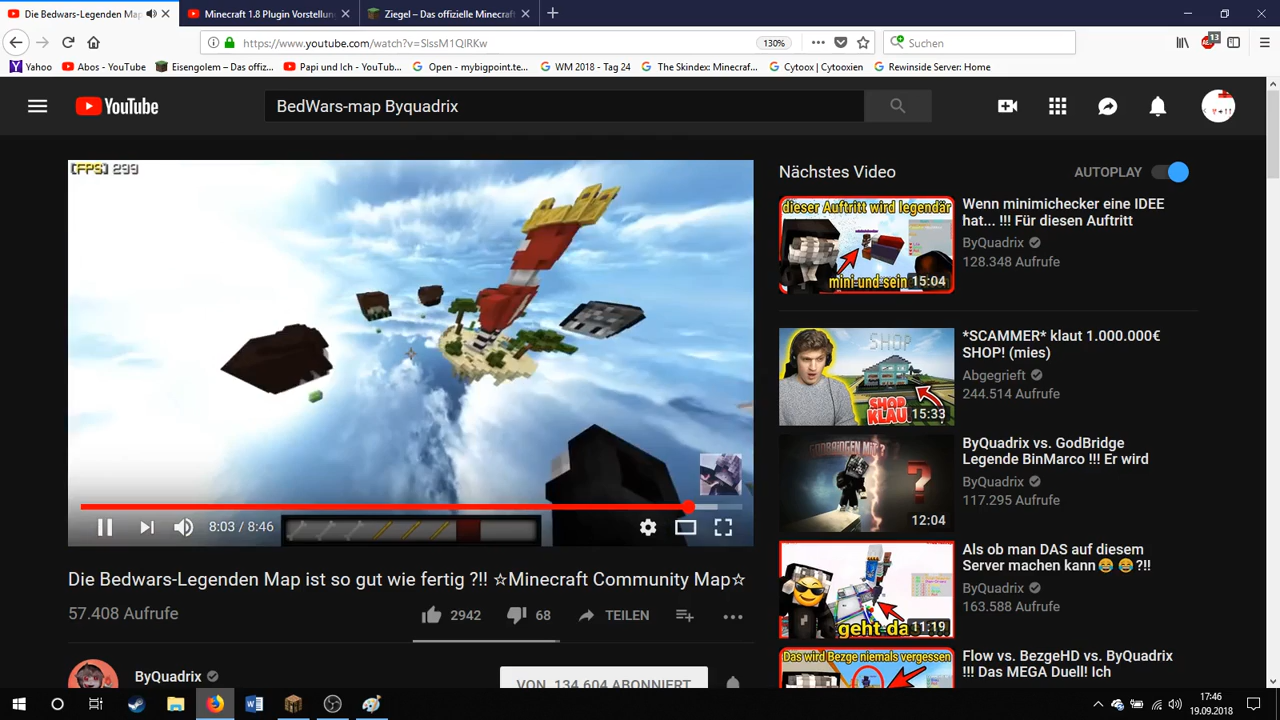 Die Bedwars-Legenden Map
Minecraft 1.8 Plugin Vorstellun
Ziegel – Das offizielle Minecraft
https://www.youtube.com/watch?v=SlssM1QlRKw
130%
Suchen
13
Yahoo
Abos - YouTube
Eisengolem – Das offiz...
Papi und Ich - YouTub...
Open - mybigpoint.ne...
WM 2018 - Tag 24
The Skindex: Minecraf...
Cytoox | Cytooxien
Rewinside Server: Home
YouTube
BedWars-map Byquadrix
[FPS] 299
8:03 / 8:46
Die Bedwars-Legenden Map ist so gut wie fertig ?!! ☆Minecraft Community Map☆
57.408 Aufrufe
2942
68
TEILEN
ByQuadrix
VON 134.604 ABONNIERT
Nächstes Video
AUTOPLAY
dieser Auftritt wird legendär
mini und sein
15:04
Wenn minimichecker eine IDEE
hat... !!! Für diesen Auftritt
ByQuadrix
128.348 Aufrufe
SHOP
SHOP
KLAU
15:33
*SCAMMER* klaut 1.000.000€
SHOP! (mies)
Abgegrieft
244.514 Aufrufe
GODBRIDGEN MIT ?
?
12:04
ByQuadrix vs. GodBridge
Legende BinMarco !!! Er wird
ByQuadrix
117.295 Aufrufe
geht da
11:19
Als ob man DAS auf diesem
Server machen kann😂 😂?!!
ByQuadrix
163.588 Aufrufe
Das wird Bezge niemals vergessen
Flow vs. BezgeHD vs. ByQuadrix
!!! Das MEGA Duell! Ich
17:46
19.09.2018